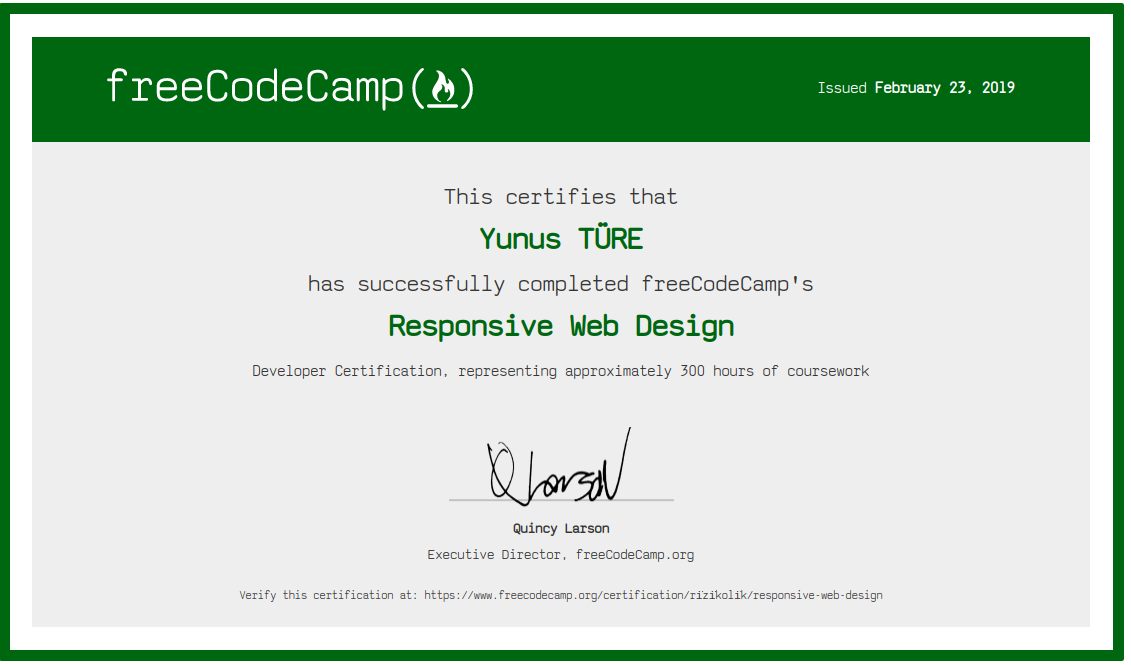 freeCodeCamp(🔥)
Issued February 23, 2019
This certifies that
Yunus TÜRE
has successfully completed freeCodeCamp's
Responsive Web Design
Developer Certification, representing approximately 300 hours of coursework
Q Larson
Quincy Larson
Executive Director, freeCodeCamp.org
Verify this certification at: https://www.freecodecamp.org/certification/rizikolik/responsive-web-design